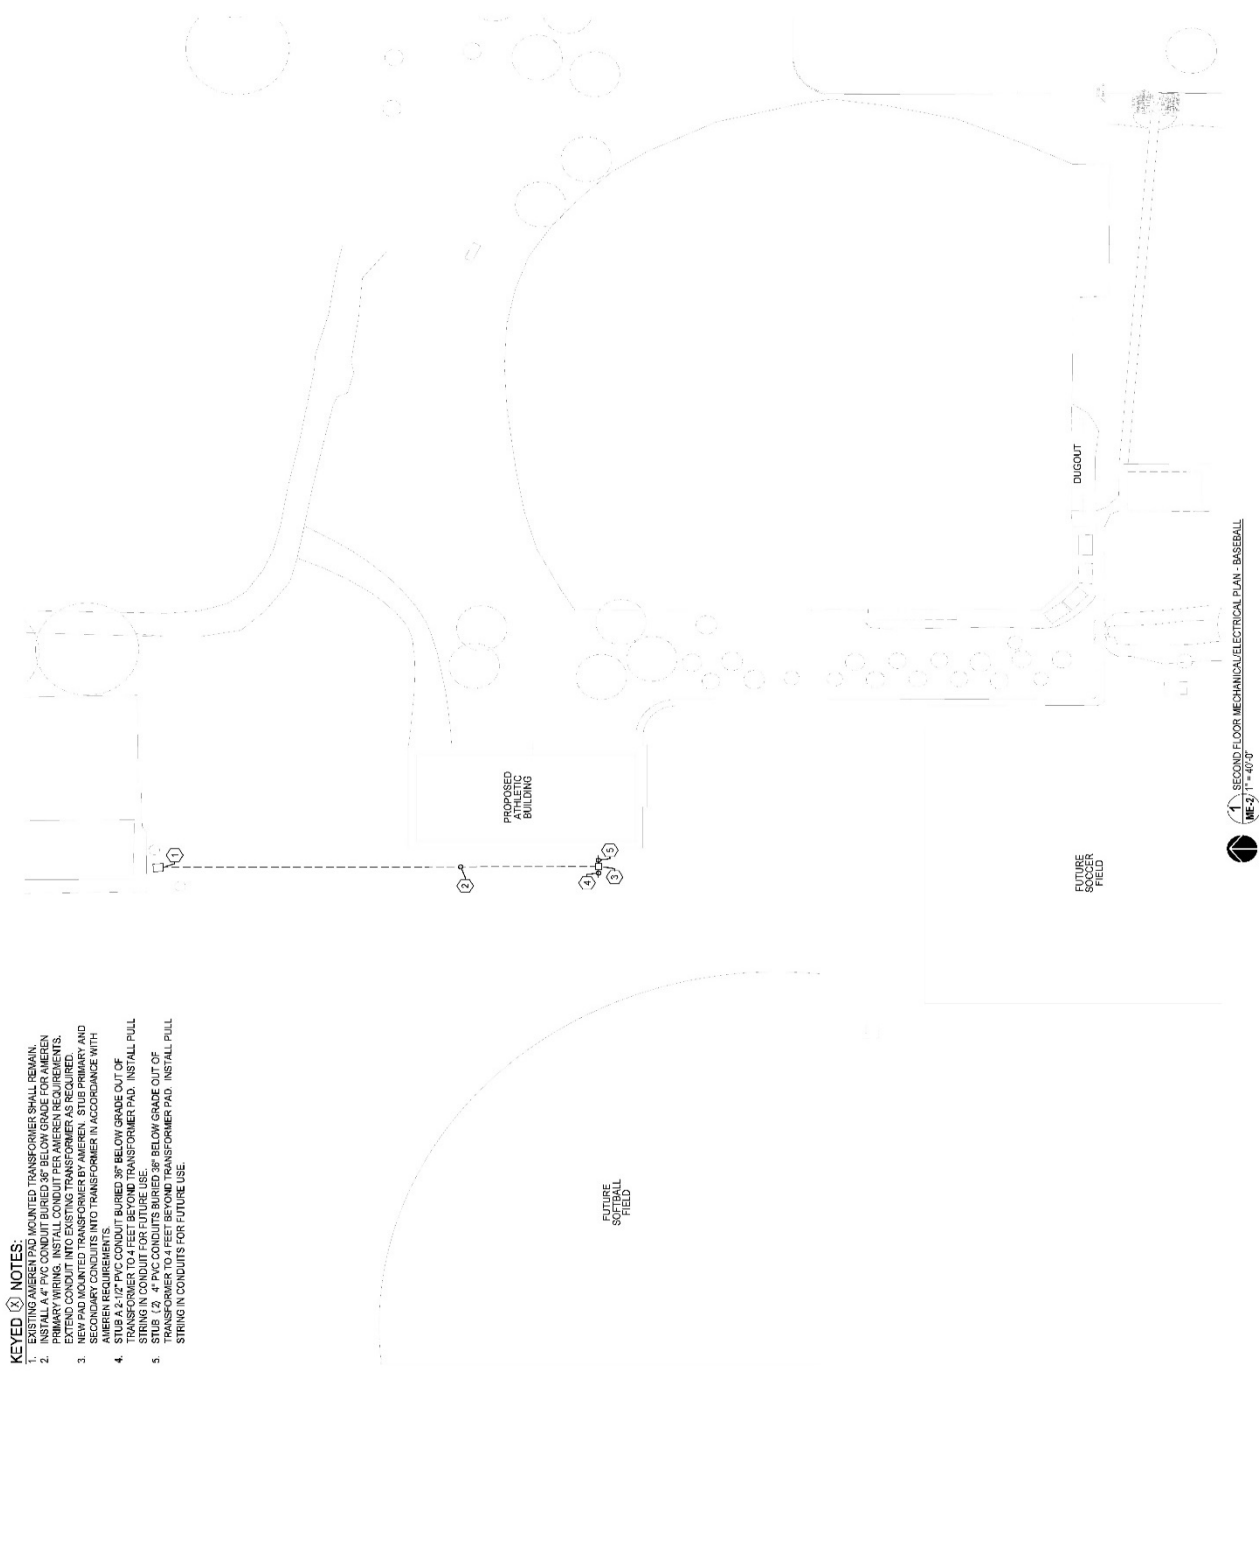 KEYED X NOTES:
1. EXISTING AMEREN PAD MOUNTED TRANSFORMER SHALL REMAIN.
2. INSTALL A 4" PVC CONDUIT BURIED 36" BELOW GRADE FOR AMEREN
PRIMARY WIRING. INSTALL CONDUIT PER AMEREN REQUIREMENTS.
EXTEND CONDUIT INTO EXISTING TRANSFORMER AS REQUIRED.
3. NEW PAD MOUNTED TRANSFORMER BY AMEREN. STUB PRIMARY AND
SECONDARY CONDUITS INTO TRANSFORMER IN ACCORDANCE WITH
AMEREN REQUIREMENTS.
4. STUB A 2-1/2" PVC CONDUIT BURIED 36" BELOW GRADE OUT OF
TRANSFORMER TO 4 FEET BEYOND TRANSFORMER PAD. INSTALL PULL
STRING IN CONDUIT FOR FUTURE USE.
5. STUB (2) 4" PVC CONDUITS BURIED 36" BELOW GRADE OUT OF
TRANSFORMER TO 4 FEET BEYOND TRANSFORMER PAD. INSTALL PULL
STRING IN CONDUITS FOR FUTURE USE.
1
2
4
3
5
PROPOSED
ATHLETIC
BUILDING
FUTURE
SOFTBALL
FIELD
FUTURE
SOCCER
FIELD
DUGOUT
1
ME-2
SECOND FLOOR MECHANICAL/ELECTRICAL PLAN - BASEBALL
1" = 40'-0"